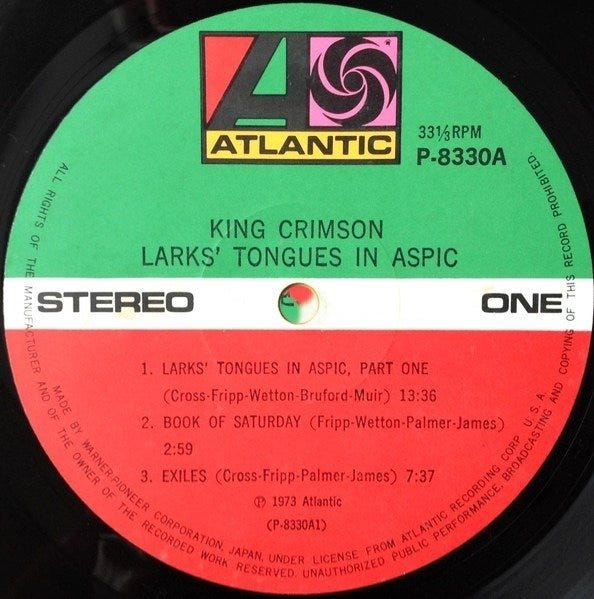 ATLANTIC
33⅓ RPM
P-8330A
KING CRIMSON
LARKS' TONGUES IN ASPIC
STEREO
ONE
1. LARKS' TONGUES IN ASPIC, PART ONE
(Cross-Fripp-Wetton-Bruford-Muir) 13:36
2. BOOK OF SATURDAY (Fripp-Wetton-Palmer-James)
2:59
3. EXILES (Cross-Fripp-Palmer-James) 7:37
Ⓟ 1973 Atlantic
(P-8330A1)
MADE BY WARNER-PIONEER CORPORATION, JAPAN, UNDER LICENSE FROM ATLANTIC RECORDING CORP. U.S.A.
ALL RIGHTS OF THE MANUFACTURER AND OF THE OWNER OF THE RECORDED WORK RESERVED. UNAUTHORIZED PUBLIC PERFORMANCE, BROADCASTING AND COPYING OF THIS RECORD PROHIBITED.